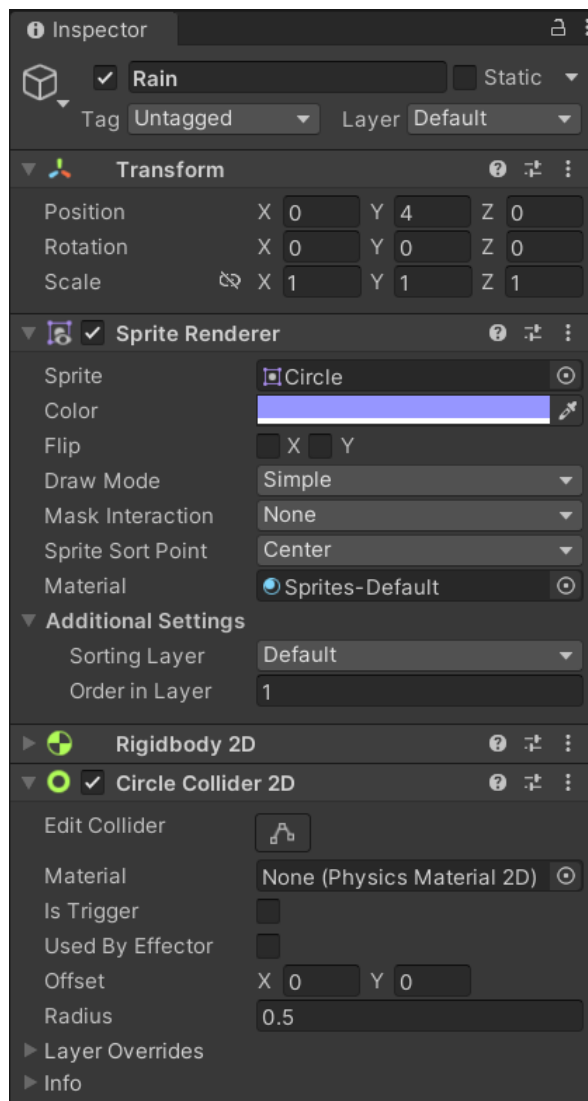 Inspector
Rain Static
Tag Untagged Layer Default
Transform
Position X 0 Y 4 Z 0
Rotation X 0 Y 0 Z 0
Scale X 1 Y 1 Z 1
Sprite Renderer
Sprite Circle
Color
Flip X Y
Draw Mode Simple
Mask Interaction None
Sprite Sort Point Center
Material Sprites-Default
Additional Settings
Sorting Layer Default
Order in Layer 1
Rigidbody 2D
Circle Collider 2D
Edit Collider
Material None (Physics Material 2D)
Is Trigger
Used By Effector
Offset X 0 Y 0
Radius 0.5
Layer Overrides
Info